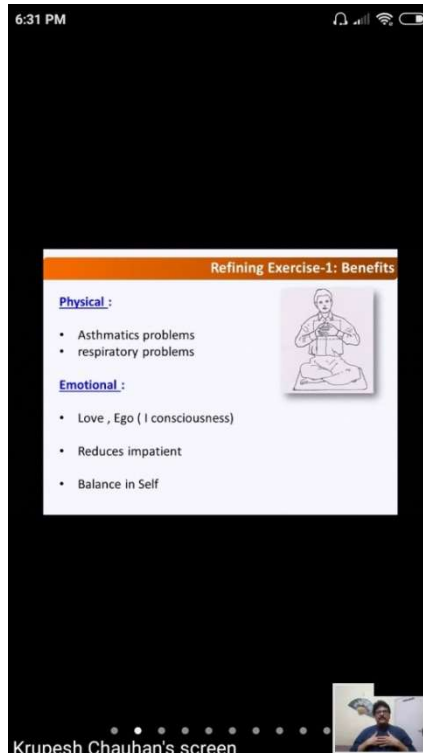 6:31 PM
Refining Exercise-1: Benefits
Physical :
• Asthmatics problems
• respiratory problems
Emotional :
• Love , Ego ( I consciousness)
• Reduces impatient
• Balance in Self
Krupesh Chauhan's screen